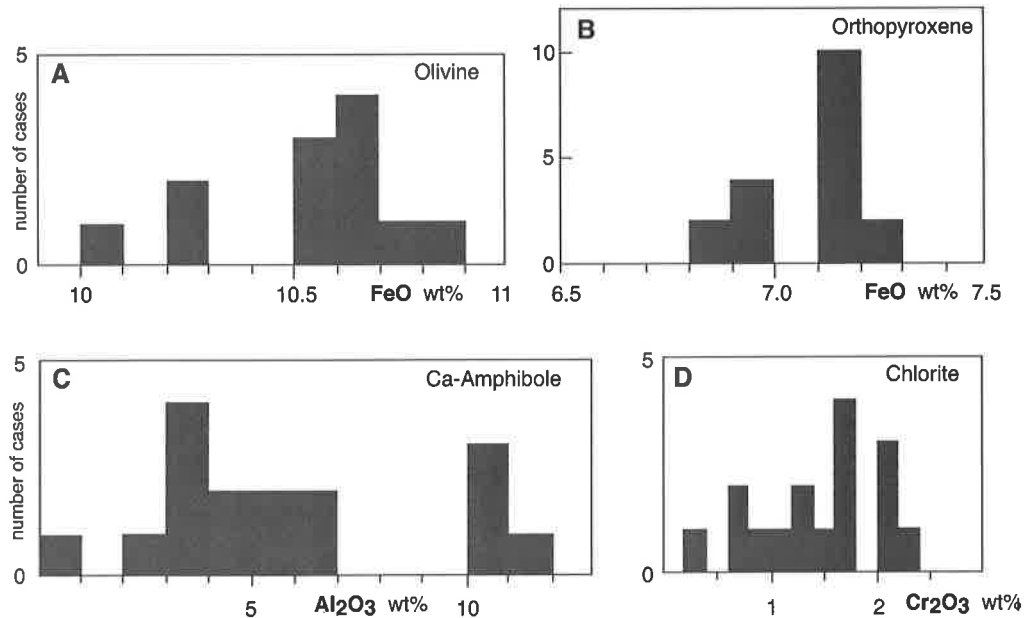 A
Olivine
number of cases
5
0
10
10.5
FeO wt%
11
B
Orthopyroxene
10
5
0
6.5
7.0
FeO wt%
7.5
C
Ca-Amphibole
number of cases
5
0
5
Al₂O₃ wt%
10
D
Chlorite
5
0
1
2
Cr₂O₃ wt%